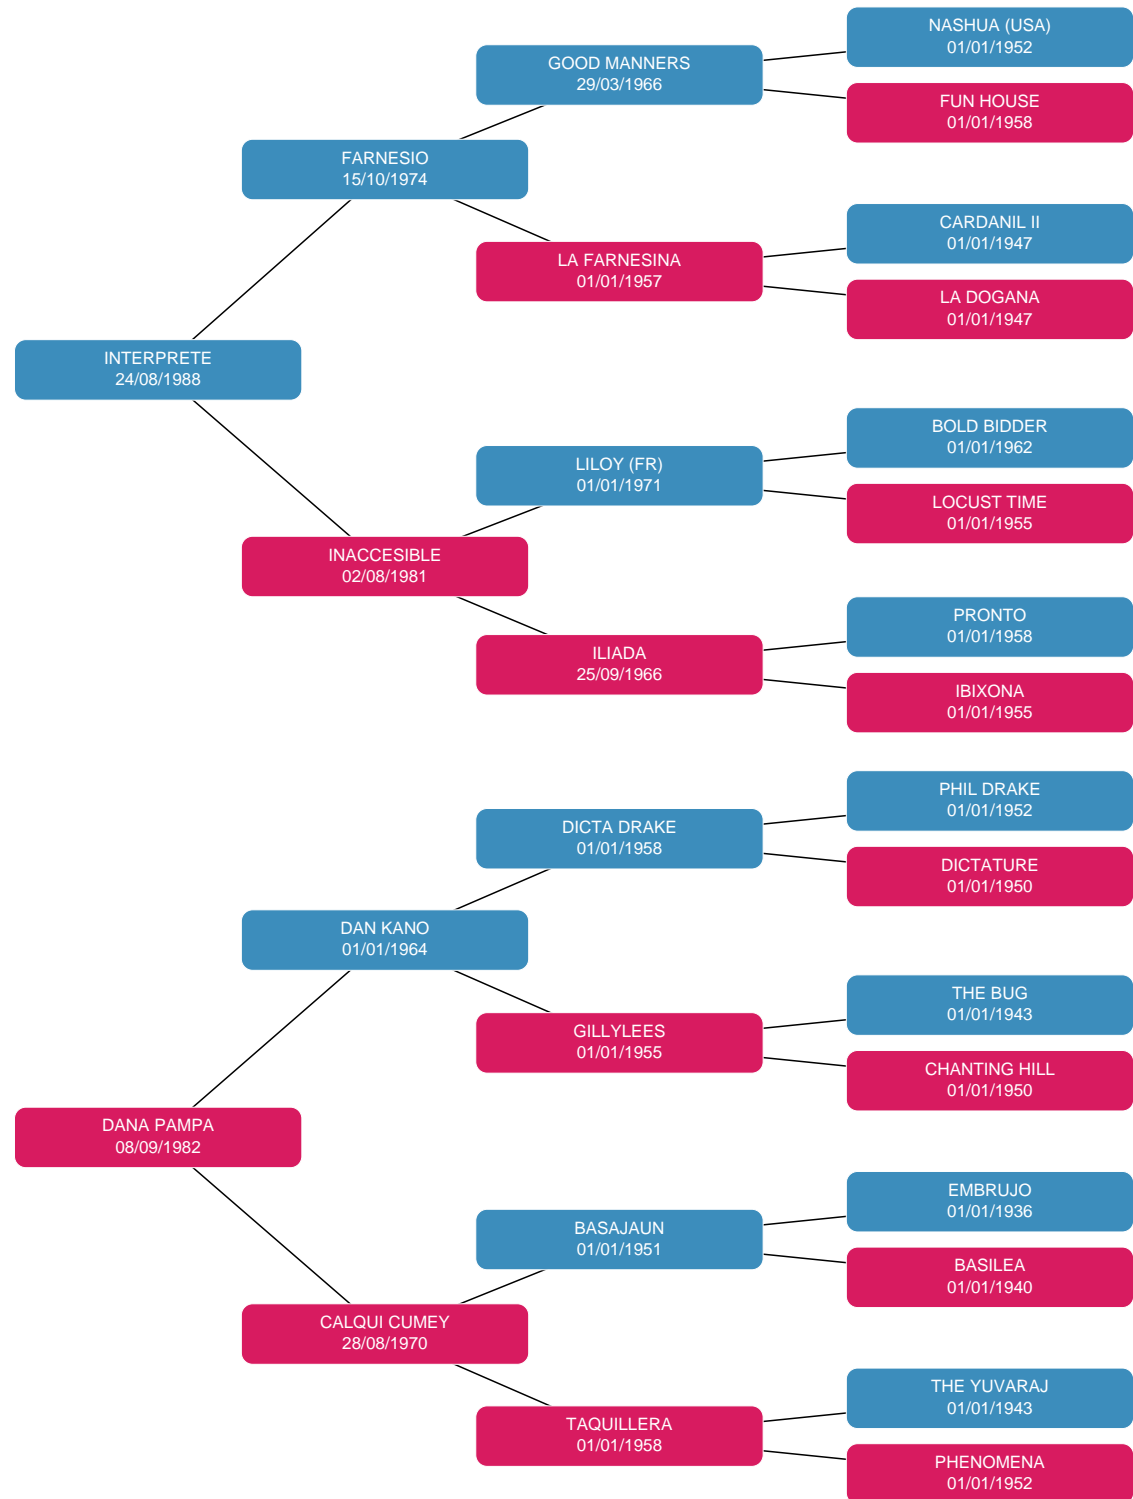 NASHUA (USA)
01/01/1952
GOOD MANNERS
29/03/1966
FUN HOUSE
01/01/1958
FARNESIO
15/10/1974
CARDANIL II
01/01/1947
LA FARNESINA
01/01/1957
LA DOGANA
01/01/1947
INTERPRETE
24/08/1988
BOLD BIDDER
01/01/1962
LILOY (FR)
01/01/1971
LOCUST TIME
01/01/1955
INACCESIBLE
02/08/1981
PRONTO
01/01/1958
ILIADA
25/09/1966
IBIXONA
01/01/1955
PHIL DRAKE
01/01/1952
DICTA DRAKE
01/01/1958
DICTATURE
01/01/1950
DAN KANO
01/01/1964
THE BUG
01/01/1943
GILLYLEES
01/01/1955
CHANTING HILL
01/01/1950
DANA PAMPA
08/09/1982
EMBRUJO
01/01/1936
BASAJAUN
01/01/1951
BASILEA
01/01/1940
CALQUI CUMEY
28/08/1970
THE YUVARAJ
01/01/1943
TAQUILLERA
01/01/1958
PHENOMENA
01/01/1952